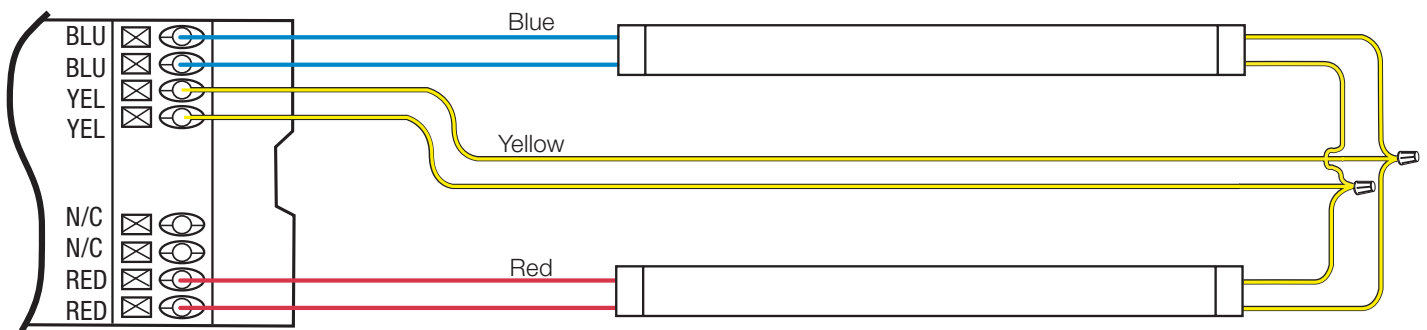 BLU
BLU
YEL
YEL
N/C
N/C
RED
RED
Blue
Yellow
Red